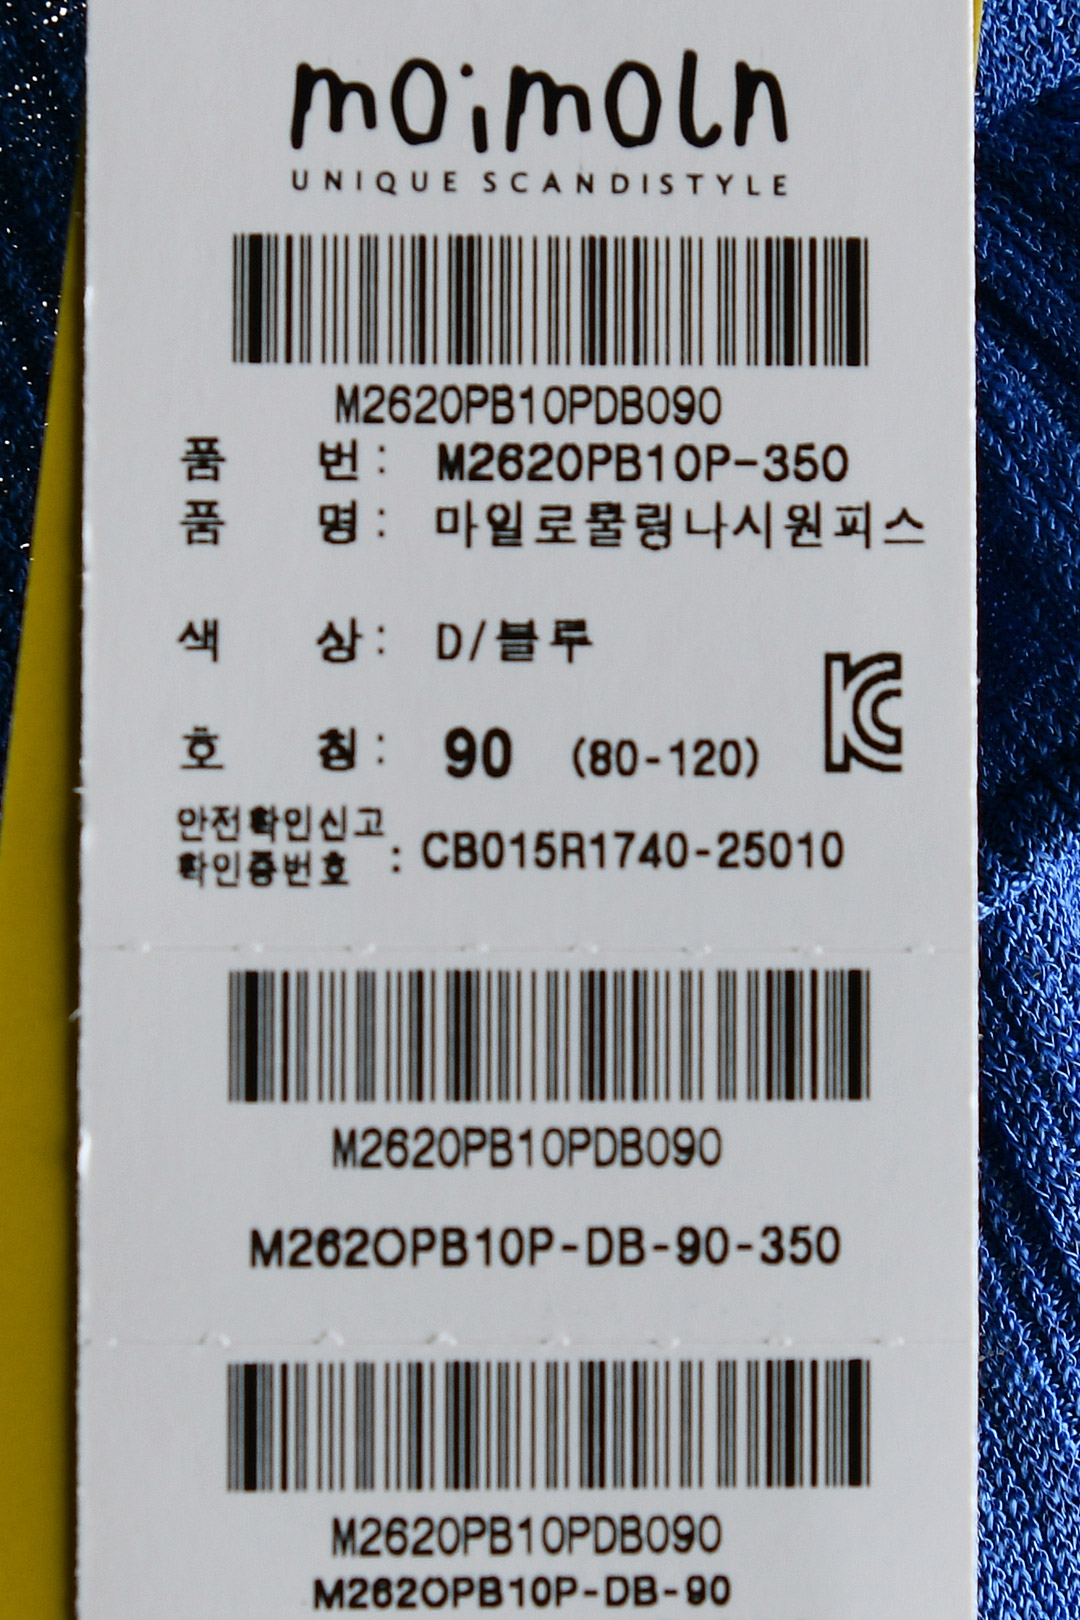 moimoln
UNIQUE SCANDISTYLE
M2620PB10PDB090
품 번 : M2620PB10P-350
품 명 : 마일로쿨링나시원피스
색 상 : D/블루
호 칭 : 90 (80-120)
안전확인신고
확인증번호 : CB015R1740-25010
M2620PB10PDB090
M2620PB10P-DB-90-350
M2620PB10PDB090
M2620PB10P-DB-90